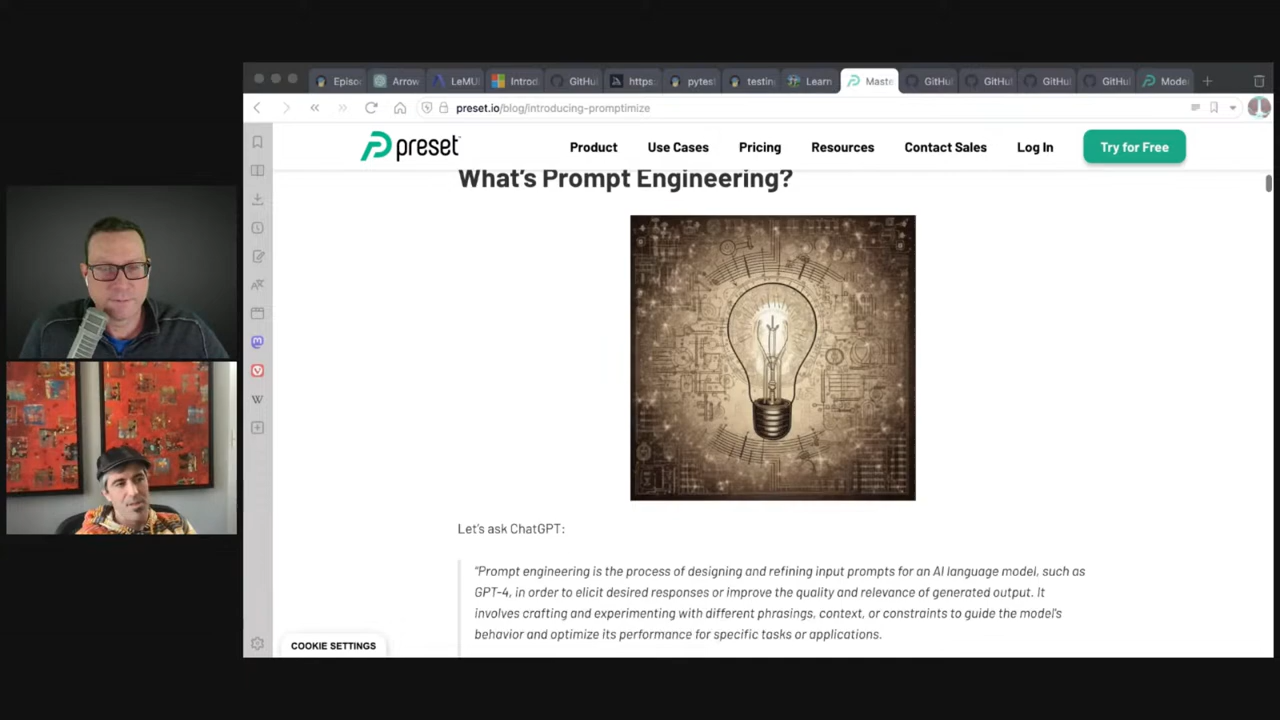 Episo
Arrow
LeMU
Introd
GitHu
https:
pytes
testin
Learn
Maste
GitHu
GitHu
GitHu
GitHu
Mode
preset.io/blog/introducing-promptimize
preset
Product
Use Cases
Pricing
Resources
Contact Sales
Log In
Try for Free
What's Prompt Engineering?
Let's ask ChatGPT:
"Prompt engineering is the process of designing and refining input prompts for an AI language model, such as
GPT-4, in order to elicit desired responses or improve the quality and relevance of generated output. It
involves crafting and experimenting with different phrasings, context, or constraints to guide the model's
behavior and optimize its performance for specific tasks or applications.
COOKIE SETTINGS